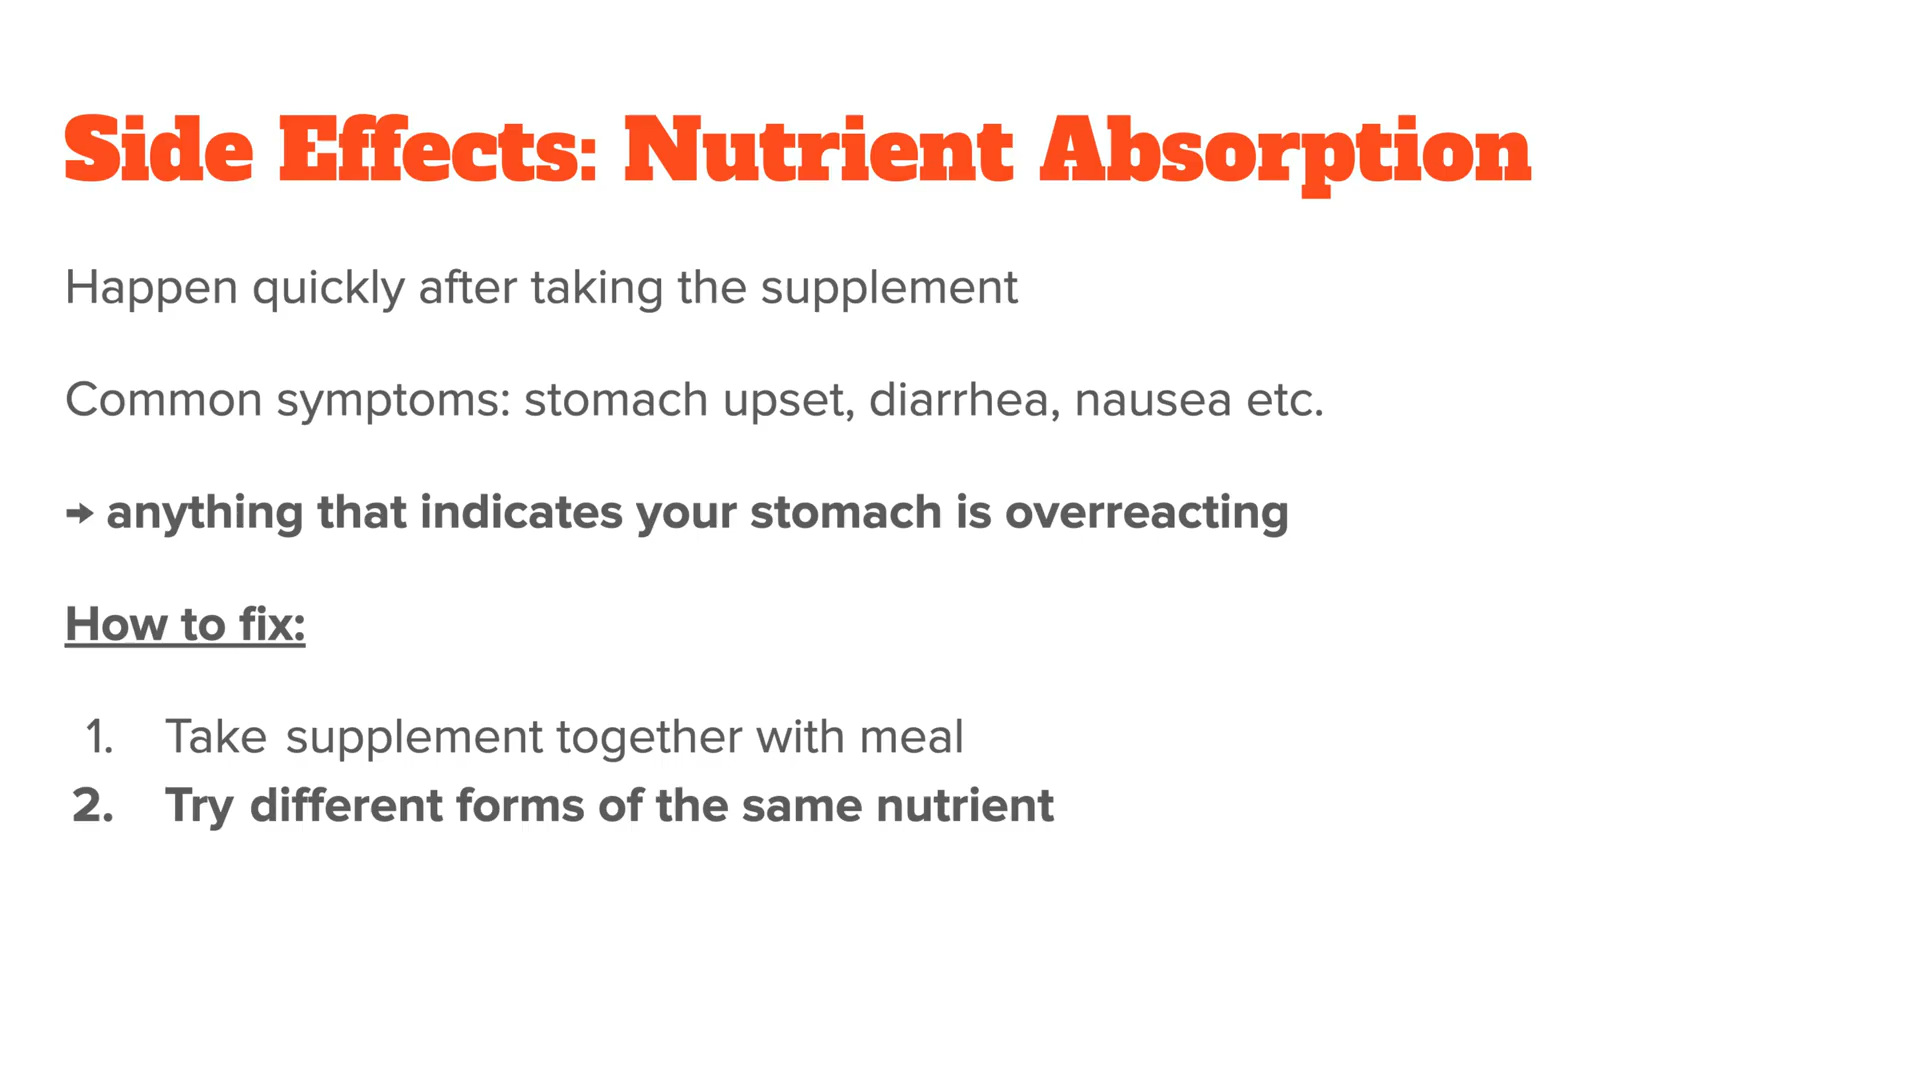 Side Effects: Nutrient Absorption
Happen quickly after taking the supplement
Common symptoms: stomach upset, diarrhea, nausea etc.
→ anything that indicates your stomach is overreacting
How to fix:
1. Take supplement together with meal
2. Try different forms of the same nutrient